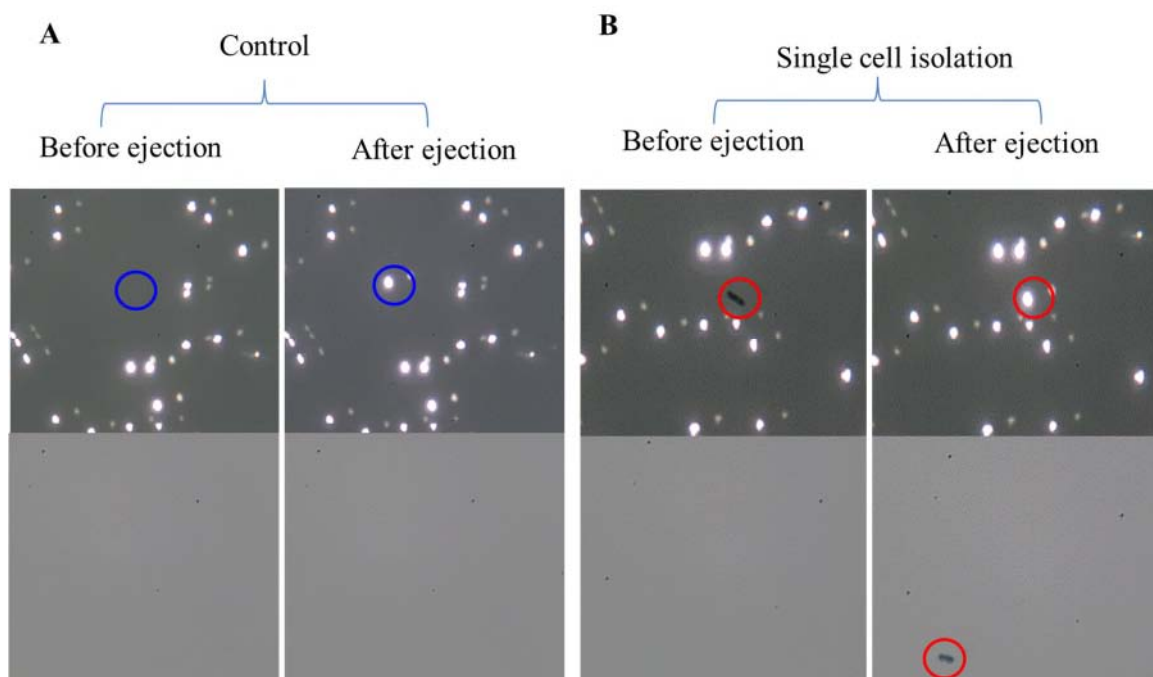 A
Control
Before ejection
After ejection
B
Single cell isolation
Before ejection
After ejection